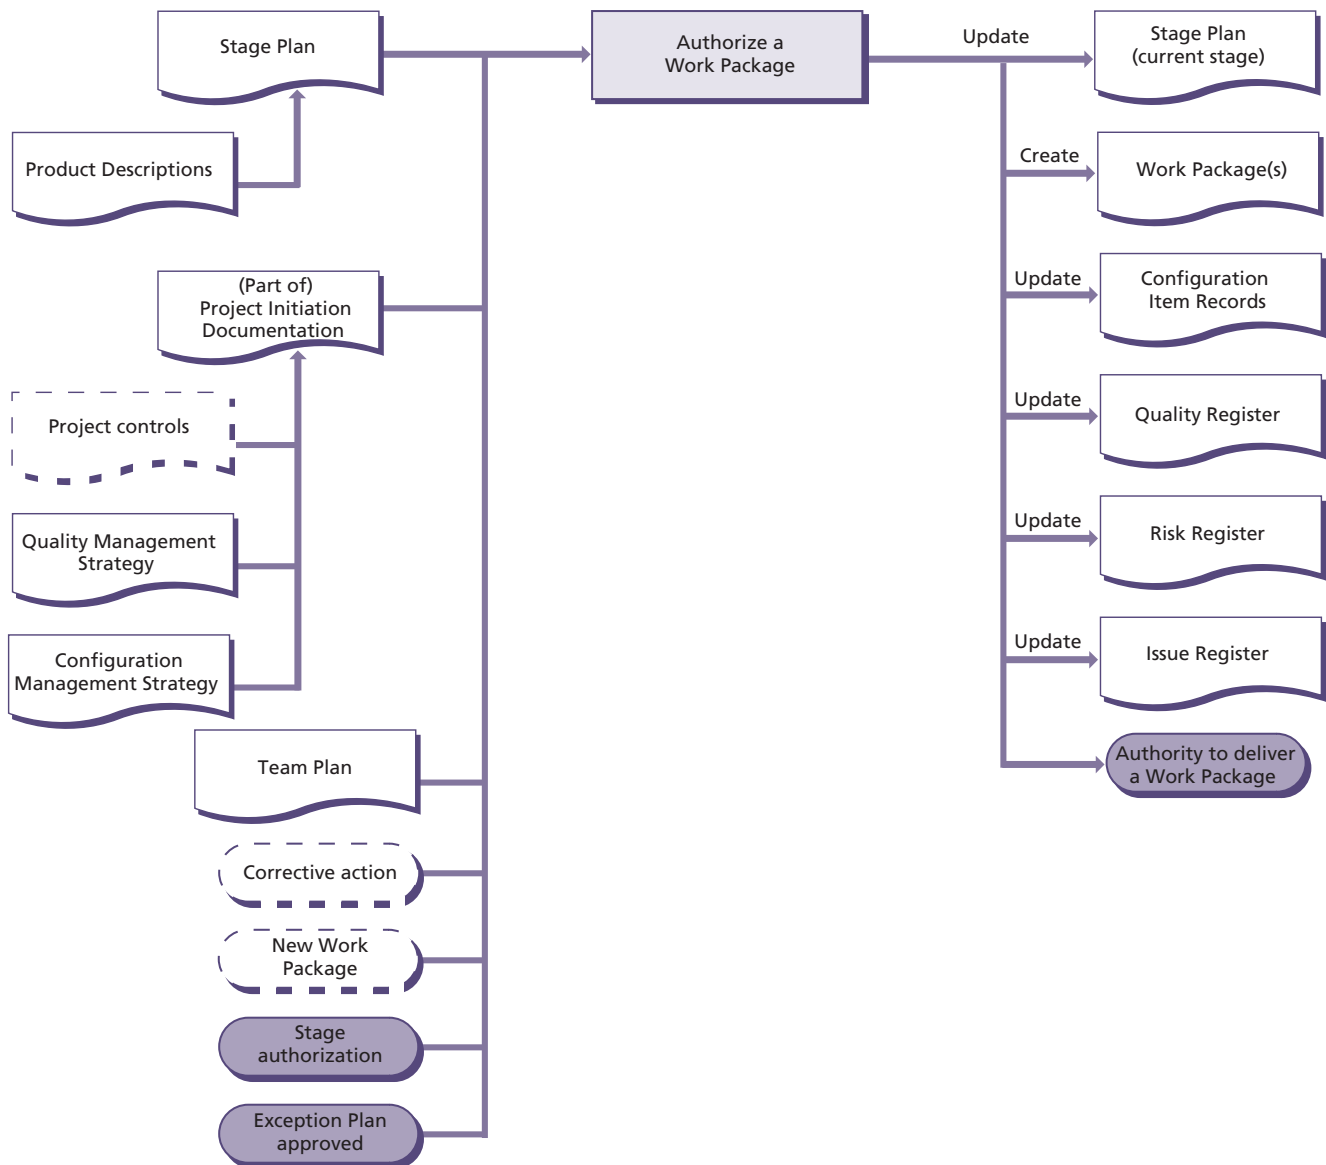 Stage Plan
Authorize a
Work Package
Update
Stage Plan
(current stage)
Product Descriptions
Create
Work Package(s)
(Part of)
Project Initiation
Documentation
Update
Configuration
Item Records
Project controls
Update
Quality Register
Quality Management
Strategy
Update
Risk Register
Configuration
Management Strategy
Update
Issue Register
Team Plan
Authority to deliver
a Work Package
Corrective action
New Work
Package
Stage
authorization
Exception Plan
approved